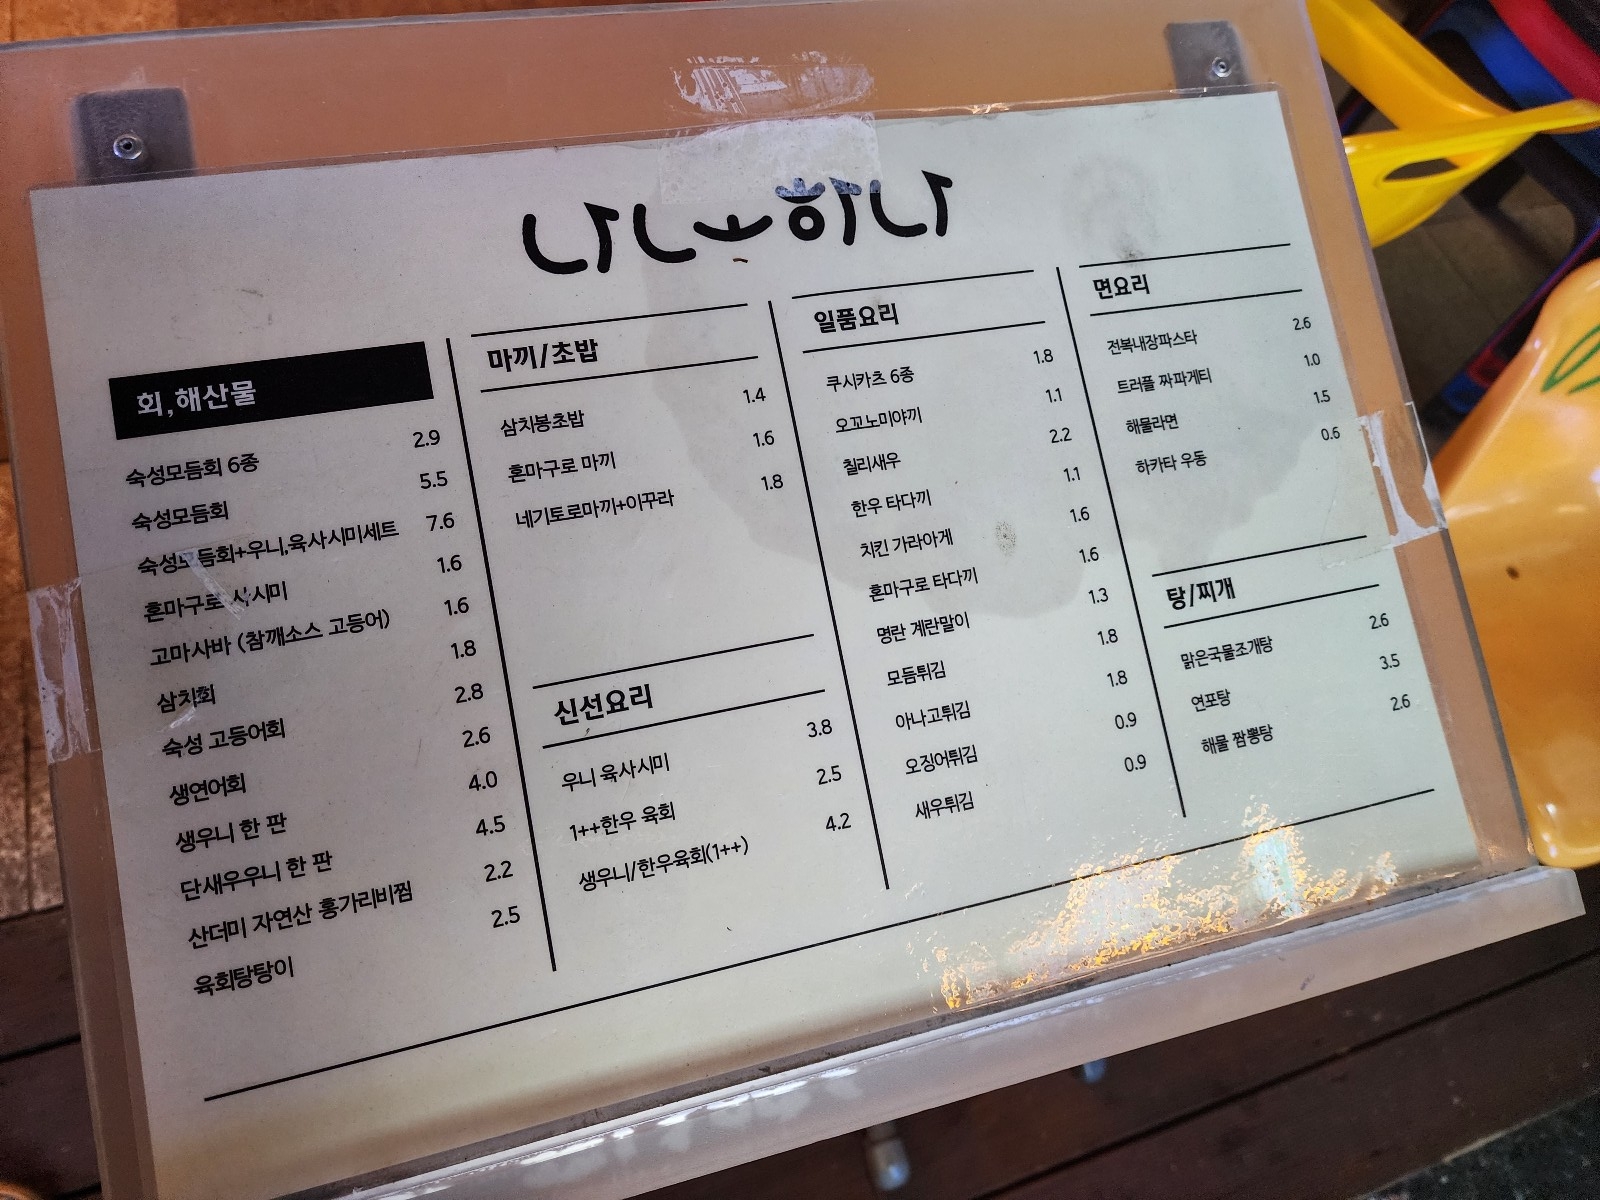 나노하나
회,해산물
숙성모듬회 6종 2.9
숙성모듬회 5.5
숙성모듬회+우니,육사시미세트 7.6
혼마구로 사시미 1.6
고마사바 (참깨소스 고등어) 1.6
삼치회 1.8
숙성 고등어회 2.8
생연어회 2.6
생우니 한 판 4.0
단새우우니 한 판 4.5
산더미 자연산 홍가리비찜 2.2
육회탕탕이 2.5
마끼/초밥
삼치봉초밥 1.4
혼마구로 마끼 1.6
네기토로마끼+이꾸라 1.8
신선요리
우니 육사시미 3.8
1++한우 육회 2.5
생우니/한우육회(1++) 4.2
일품요리
쿠시카츠 6종 1.8
오꼬노미야끼 1.1
칠리새우 2.2
한우 타다끼 1.1
치킨 가라아게 1.6
혼마구로 타다끼 1.6
명란 계란말이 1.3
모듬튀김 1.8
아나고튀김 1.8
오징어튀김 0.9
새우튀김 0.9
면요리
전복내장파스타 2.6
트러플 짜파게티 1.0
해물라면 1.5
하카타 우동 0.6
탕/찌개
맑은국물조개탕 2.6
연포탕 3.5
해물 짬뽕탕 2.6